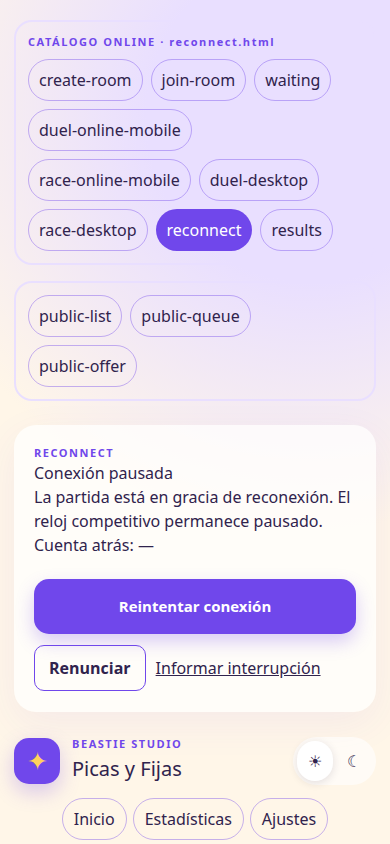 CATÁLOGO ONLINE · reconnect.html
create-room join-room waiting
duel-online-mobile
race-online-mobile duel-desktop
race-desktop reconnect results
public-list public-queue
public-offer
RECONNECT
Conexión pausada
La partida está en gracia de reconexión. El
reloj competitivo permanece pausado.
Cuenta atrás: —
Reintentar conexión
Renunciar Informar interrupción
BEASTIE STUDIO
Picas y Fijas
Inicio Estadísticas Ajustes